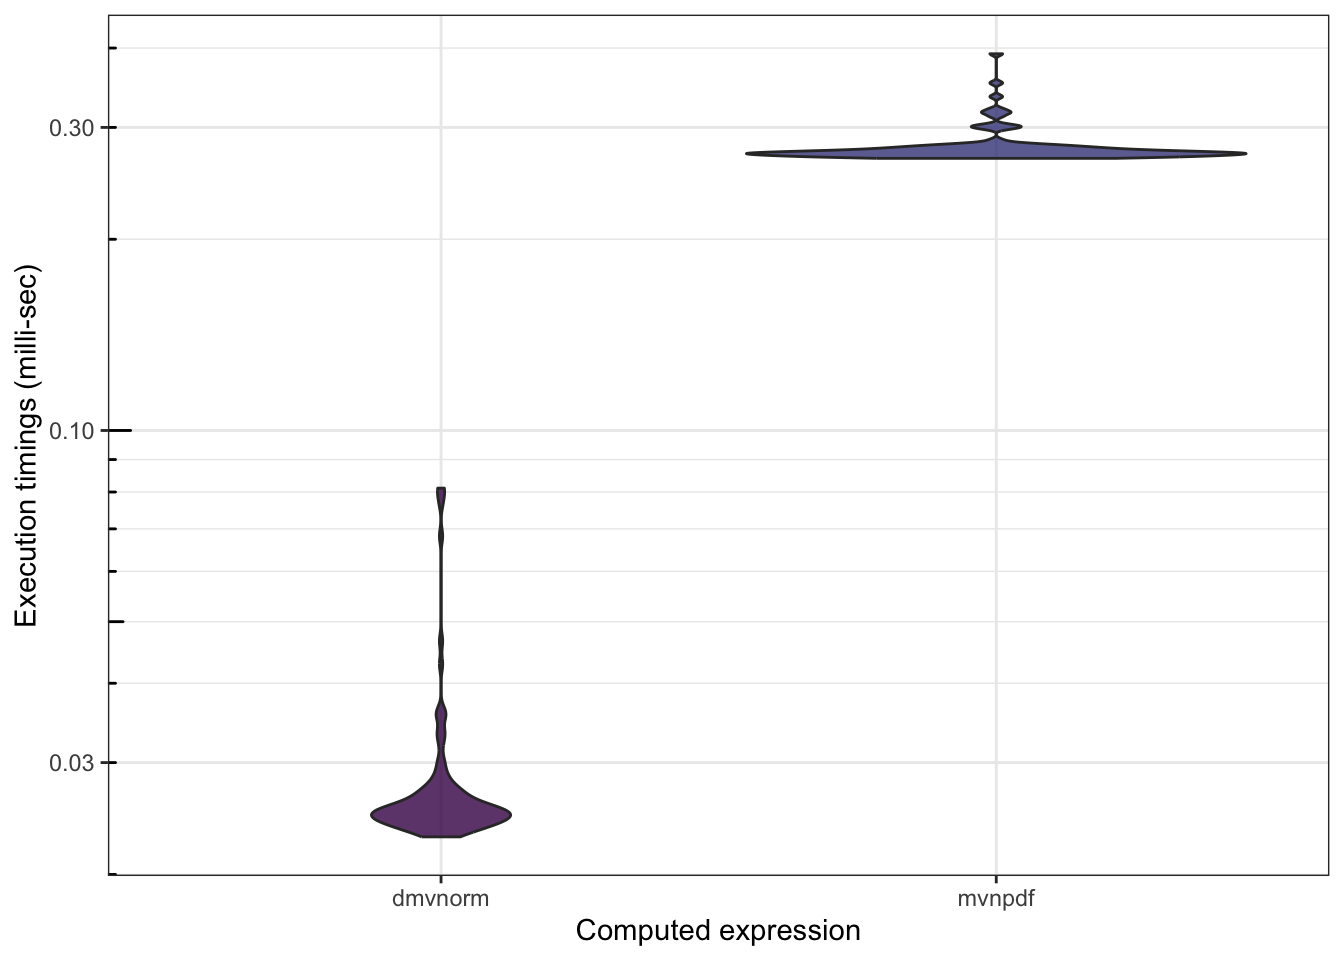 Execution timings (milli-sec)
0.30
0.10
0.03
dmvnorm mvnpdf
Computed expression